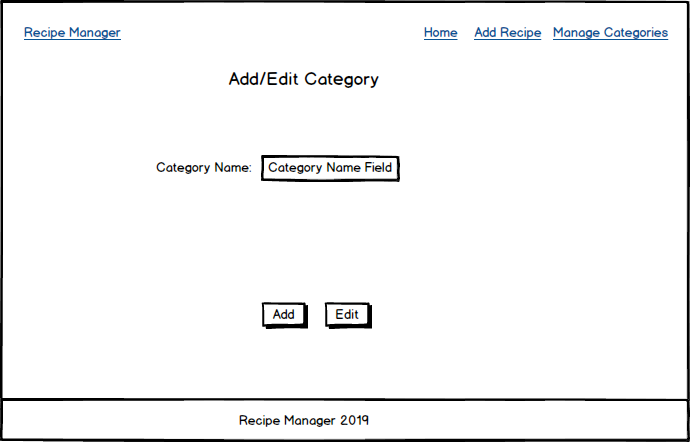 Recipe Manager Home Add Recipe Manage Categories
Add/Edit Category
Category Name: Category Name Field
Add Edit
Recipe Manager 2019